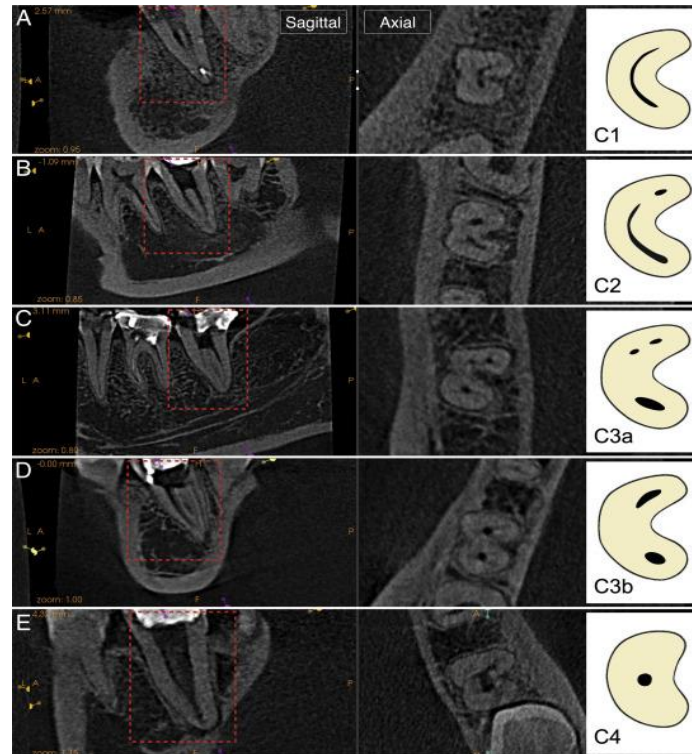 A
2.57 mm
Sagittal
Axial
A
P
zoom: 0.95
C1
B
-1.09 mm
L A
P
zoom: 0.85
F
C2
C
3.11 mm
L A
P
C3a
D
-0.00 mm
H
L A
P
zoom: 1.00
F
C3b
E
A
L A
P
C4